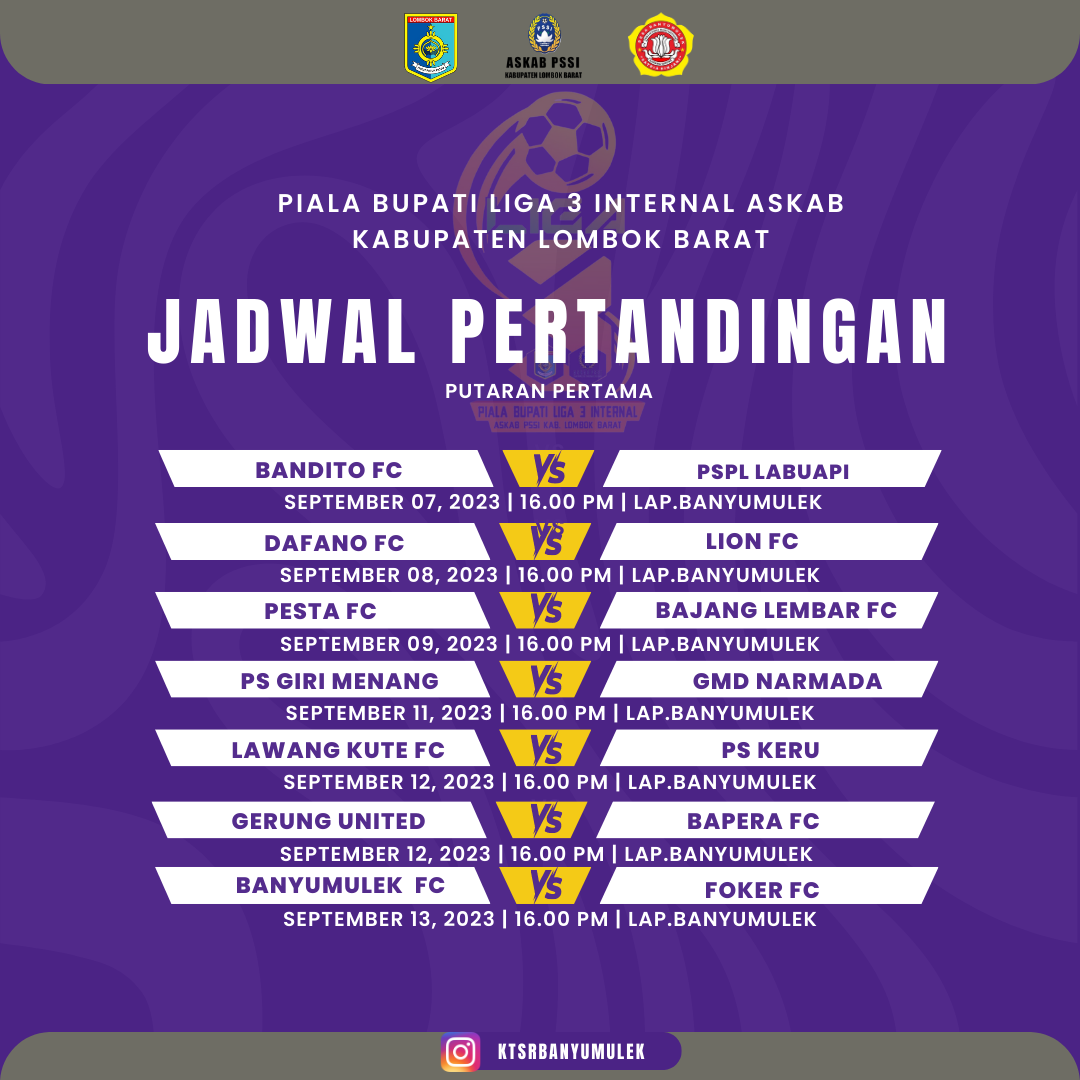 LOMBOK BARAT
PSSI
ASKAB PSSI
KABUPATEN LOMBOK BARAT
PIALA BUPATI LIGA 3 INTERNAL ASKAB
KABUPATEN LOMBOK BARAT
LIGA
JADWAL PERTANDINGAN
PUTARAN PERTAMA
PIALA BUPATI LIGA 3 INTERNAL
ASKAB PSSI KAB. LOMBOK BARAT
BANDITO FC VS PSPL LABUAPI
SEPTEMBER 07, 2023 | 16.00 PM | LAP.BANYUMULEK
DAFANO FC VS LION FC
SEPTEMBER 08, 2023 | 16.00 PM | LAP.BANYUMULEK
PESTA FC VS BAJANG LEMBAR FC
SEPTEMBER 09, 2023 | 16.00 PM | LAP.BANYUMULEK
PS GIRI MENANG VS GMD NARMADA
SEPTEMBER 11, 2023 | 16.00 PM | LAP.BANYUMULEK
LAWANG KUTE FC VS PS KERU
SEPTEMBER 12, 2023 | 16.00 PM | LAP.BANYUMULEK
GERUNG UNITED VS BAPERA FC
SEPTEMBER 12, 2023 | 16.00 PM | LAP.BANYUMULEK
BANYUMULEK FC VS FOKER FC
SEPTEMBER 13, 2023 | 16.00 PM | LAP.BANYUMULEK
KTSRBANYUMULEK